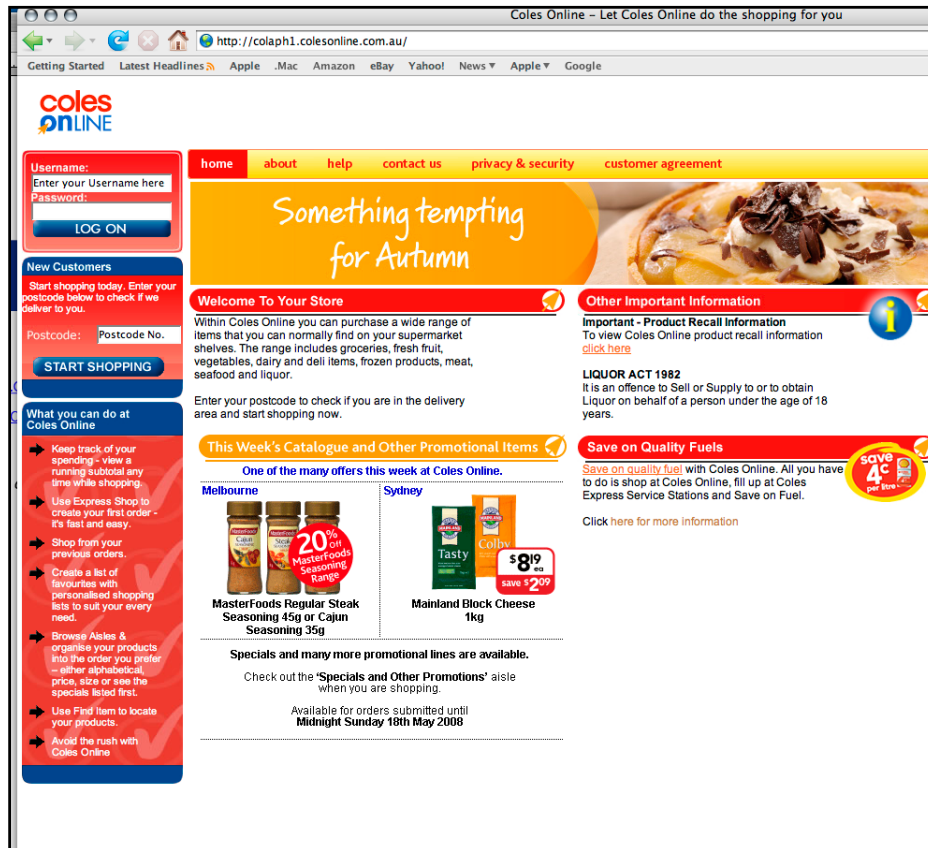 Coles Online – Let Coles Online do the shopping for you
http://colaph1.colesonline.com.au/
Getting Started Latest Headlines Apple .Mac Amazon eBay Yahoo! News Apple Google
coles
onLINE
home about help contact us privacy & security customer agreement
Username:
Enter your Username here
Password:
LOG ON
Something tempting
for Autumn
New Customers
Start shopping today. Enter your
postcode below to check if we
deliver to you.
Postcode: Postcode No.
START SHOPPING
What you can do at
Coles Online
Keep track of your
spending - view a
running subtotal any
time while shopping.
Use Express Shop to
create your first order -
it's fast and easy.
Shop from your
previous orders.
Create a list of
favourites with
personalised shopping
lists to suit your every
need.
Browse Aisles &
organise your products
into the order you prefer
– either alphabetical,
price, size or see the
specials listed first.
Use Find Item to locate
your products.
Avoid the rush with
Coles Online
Welcome To Your Store
Within Coles Online you can purchase a wide range of
items that you can normally find on your supermarket
shelves. The range includes groceries, fresh fruit,
vegetables, dairy and deli items, frozen products, meat,
seafood and liquor.
Enter your postcode to check if you are in the delivery
area and start shopping now.
This Week's Catalogue and Other Promotional Items
One of the many offers this week at Coles Online.
Melbourne
MasterFoods
Cajun
Steak
20%
Off
MasterFoods
Seasoning
Range
MasterFoods Regular Steak
Seasoning 45g or Cajun
Seasoning 35g
Sydney
MAINLAND
Tasty
Colby
$819
ea
save $209
Mainland Block Cheese
1kg
Specials and many more promotional lines are available.
Check out the 'Specials and Other Promotions' aisle
when you are shopping.
Available for orders submitted until
Midnight Sunday 18th May 2008
Other Important Information
i
Important - Product Recall Information
To view Coles Online product recall information
click here
LIQUOR ACT 1982
It is an offence to Sell or Supply to or to obtain
Liquor on behalf of a person under the age of 18
years.
Save on Quality Fuels
save
4c
per litre
Save on quality fuel with Coles Online. All you have
to do is shop at Coles Online, fill up at Coles
Express Service Stations and Save on Fuel.
Click here for more information